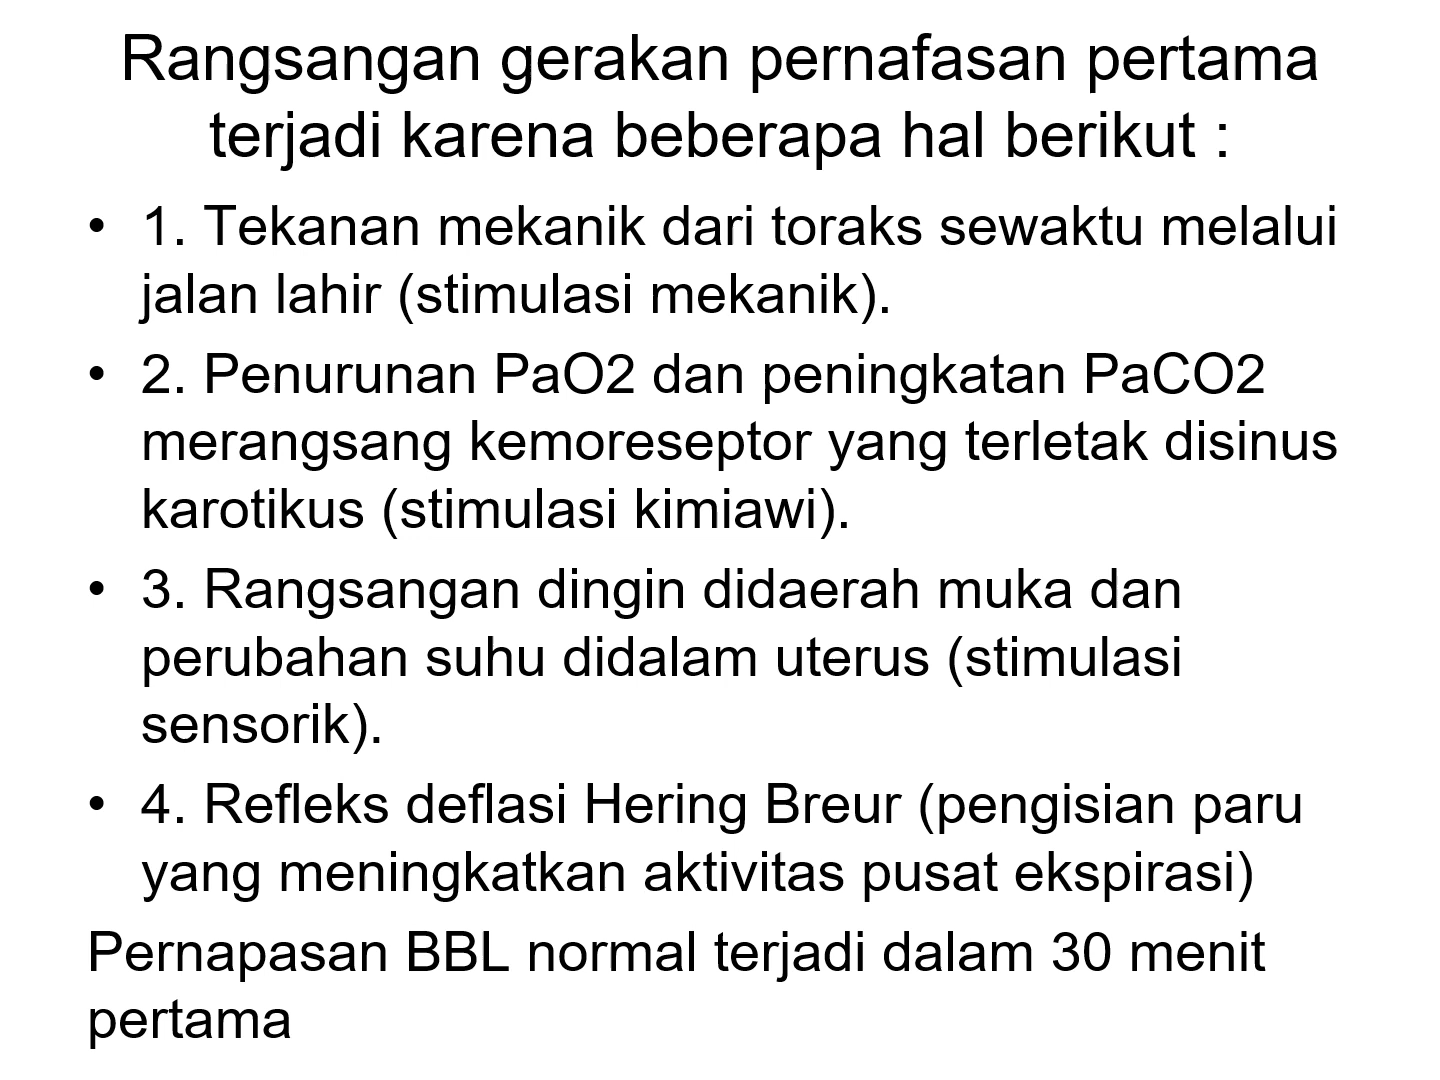 Rangsangan gerakan pernafasan pertama
terjadi karena beberapa hal berikut :
• 1. Tekanan mekanik dari toraks sewaktu melalui
jalan lahir (stimulasi mekanik).
• 2. Penurunan PaO2 dan peningkatan PaCO2
merangsang kemoreseptor yang terletak disinus
karotikus (stimulasi kimiawi).
• 3. Rangsangan dingin didaerah muka dan
perubahan suhu didalam uterus (stimulasi
sensorik).
• 4. Refleks deflasi Hering Breur (pengisian paru
yang meningkatkan aktivitas pusat ekspirasi)
Pernapasan BBL normal terjadi dalam 30 menit
pertama